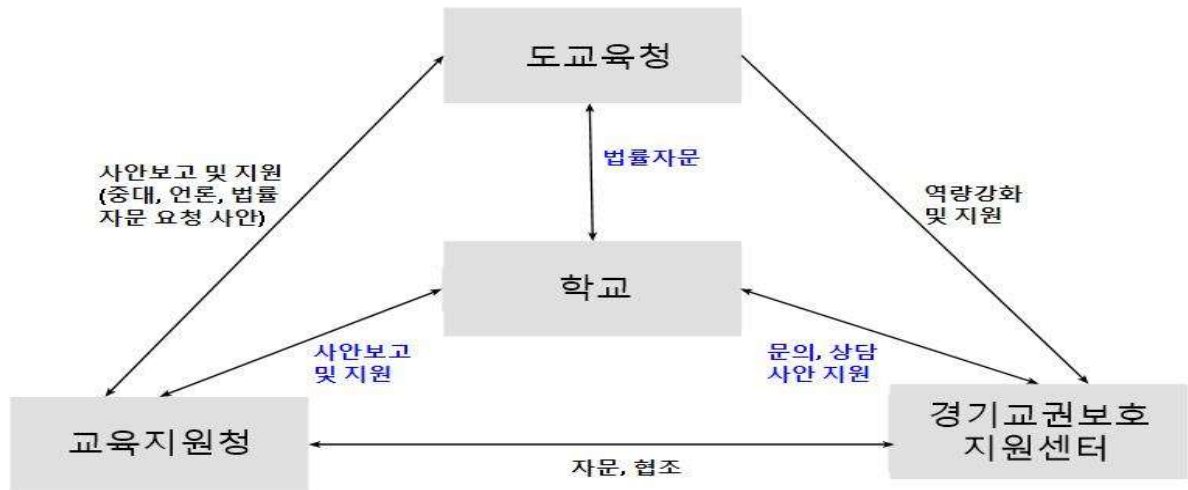 도교육청
법률자문
사안보고 및 지원
(중대, 언론, 법률
자문 요청 사안)
역량강화
및 지원
학교
사안보고
및 지원
문의, 상담
사안 지원
교육지원청
경기교권보호
지원센터
자문, 협조